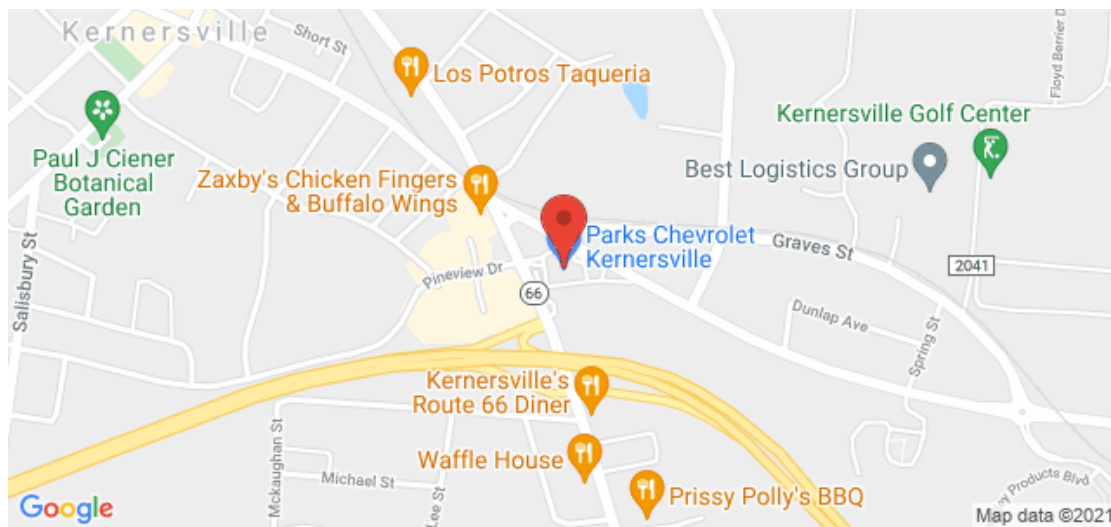 Kernersville
Short St
Los Potros Taqueria
Floyd Berrier D
Kernersville Golf Center
Paul J Ciener
Botanical
Garden
Best Logistics Group
Zaxby's Chicken Fingers
& Buffalo Wings
Parks Chevrolet
Kernersville
Graves St
2041
Pineview Dr
Salisbury St
66
Dunlap Ave
Spring St
Kernersville's
Route 66 Diner
Waffle House
Mckaughan St
Michael St
Lee St
Prissy Polly's BBQ
Products Blvd
Google
Map data ©2021